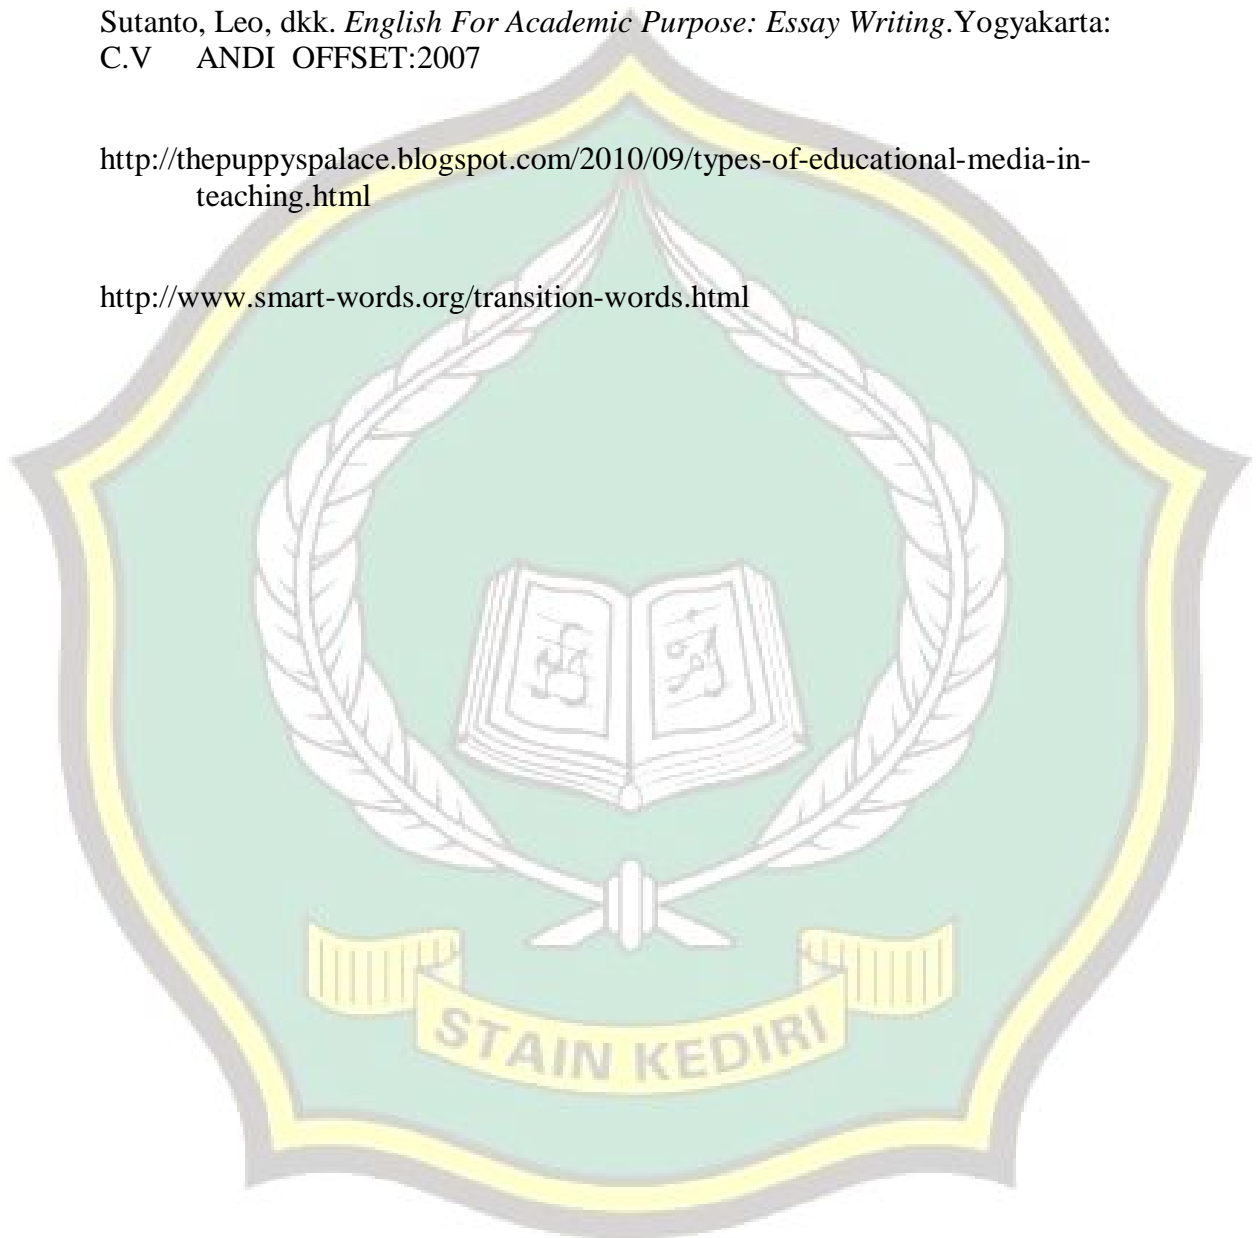 Sutanto, Leo, dkk. English For Academic Purpose: Essay Writing.Yogyakarta:
C.V ANDI OFFSET:2007
http://thepuppyspalace.blogspot.com/2010/09/types-of-educational-media-in-
teaching.html
http://www.smart-words.org/transition-words.html
STAIN KEDIRI